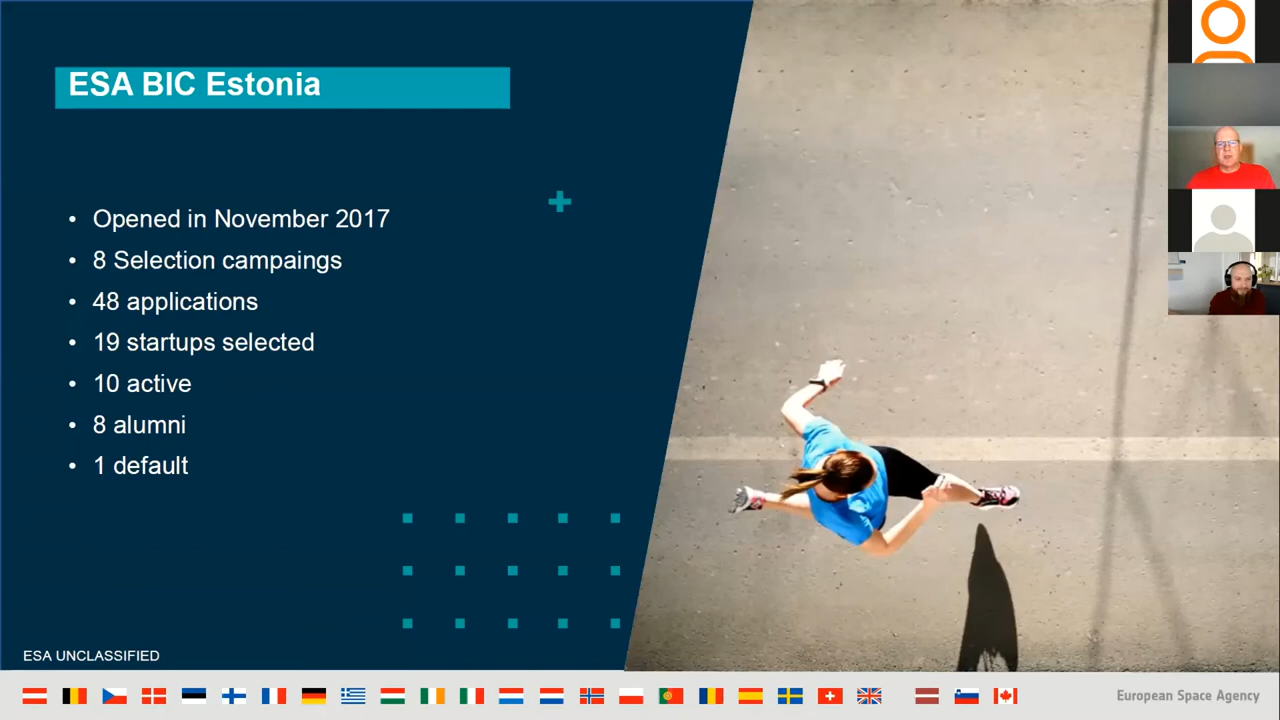 ESA BIC Estonia
• Opened in November 2017
• 8 Selection campaings
• 48 applications
• 19 startups selected
• 10 active
• 8 alumni
• 1 default
ESA UNCLASSIFIED
European Space Agency